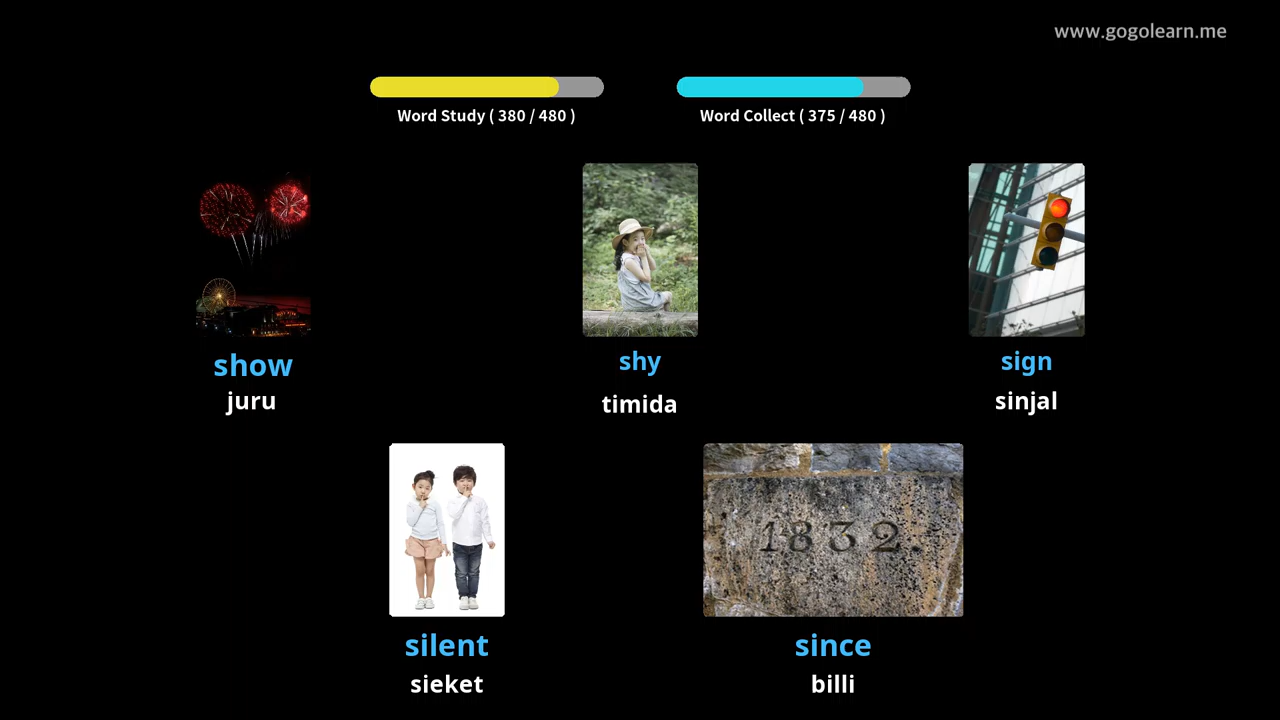 www.gogolearn.me
Word Study ( 380 / 480 )
Word Collect ( 375 / 480 )
show
juru
shy
timida
sign
sinjal
1832.
silent
sieket
since
billi